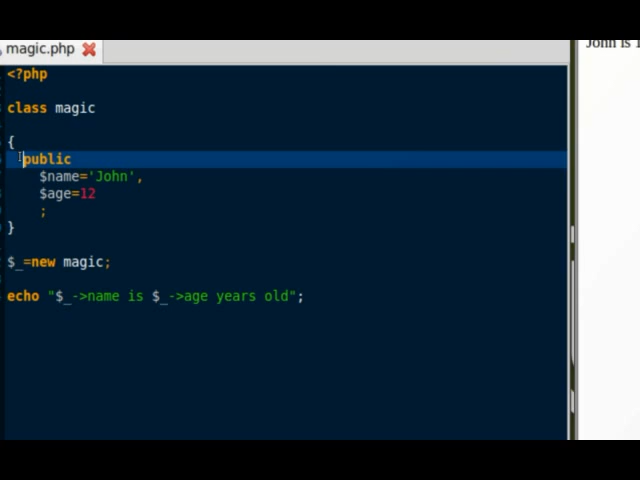 magic.php
John is
<?php
class magic
{
public
$name='John',
$age=12
;
}
$_=new magic;
echo "$_->name is $_->age years old";